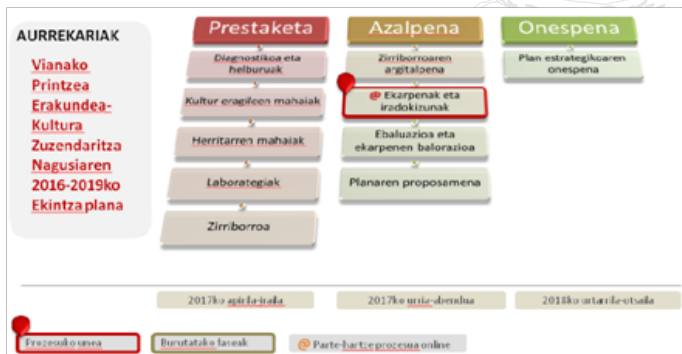 AURREKARIAK
Vianako
Printzea
Erakundea-
Kultura
Zuzendaritza
Nagusiaren
2016-2019ko
Ekintza plana
Prestaketa
Diagnostikoa eta
helburuak
Kultur eragileen mahaiak
Herritarren mahaiak
Laborategiak
Zirriborroa
2017ko apirila-iraila
Azalpena
Zirriborroaren
argitalpena
@ Ekarpenak eta
iradokizunak
Ebaluazioa eta
ekarpenen balorazioa
Planaren proposamena
2017ko urria-abendua
Onespena
Plan estrategikoaren
onespena
2018ko urtarrila-otsaila
Prozesuko unea
Burutatako faseak
@ Parte-hartze prozesua online